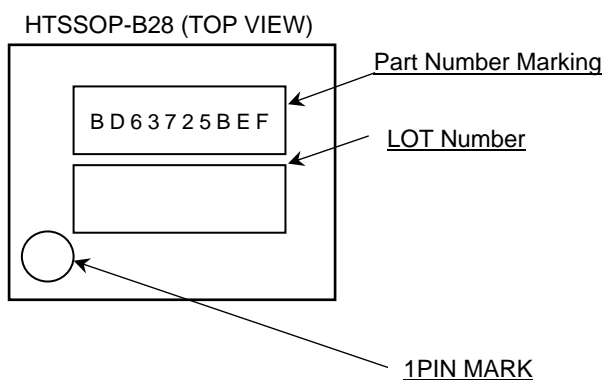 HTSSOP-B28 (TOP VIEW)
Part Number Marking
BD63725BEF
LOT Number
1PIN MARK